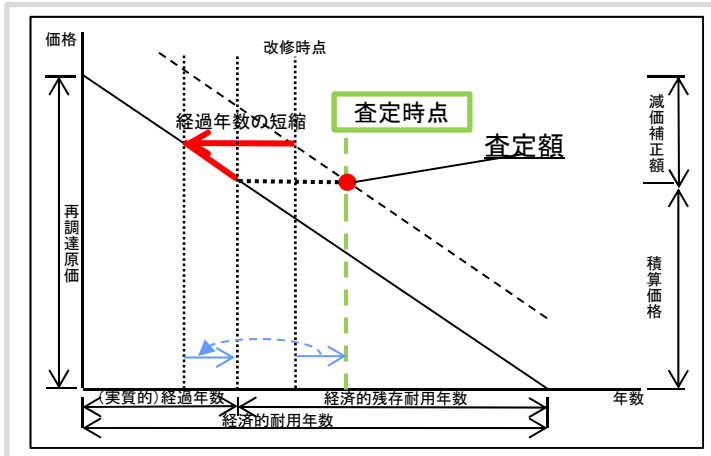 価格
改修時点
経過年数の短縮
査定時点
査定額
減価補正額
再調達原価
積算価格
(実質的)経過年数
経済的残存耐用年数
年数
経済的耐用年数